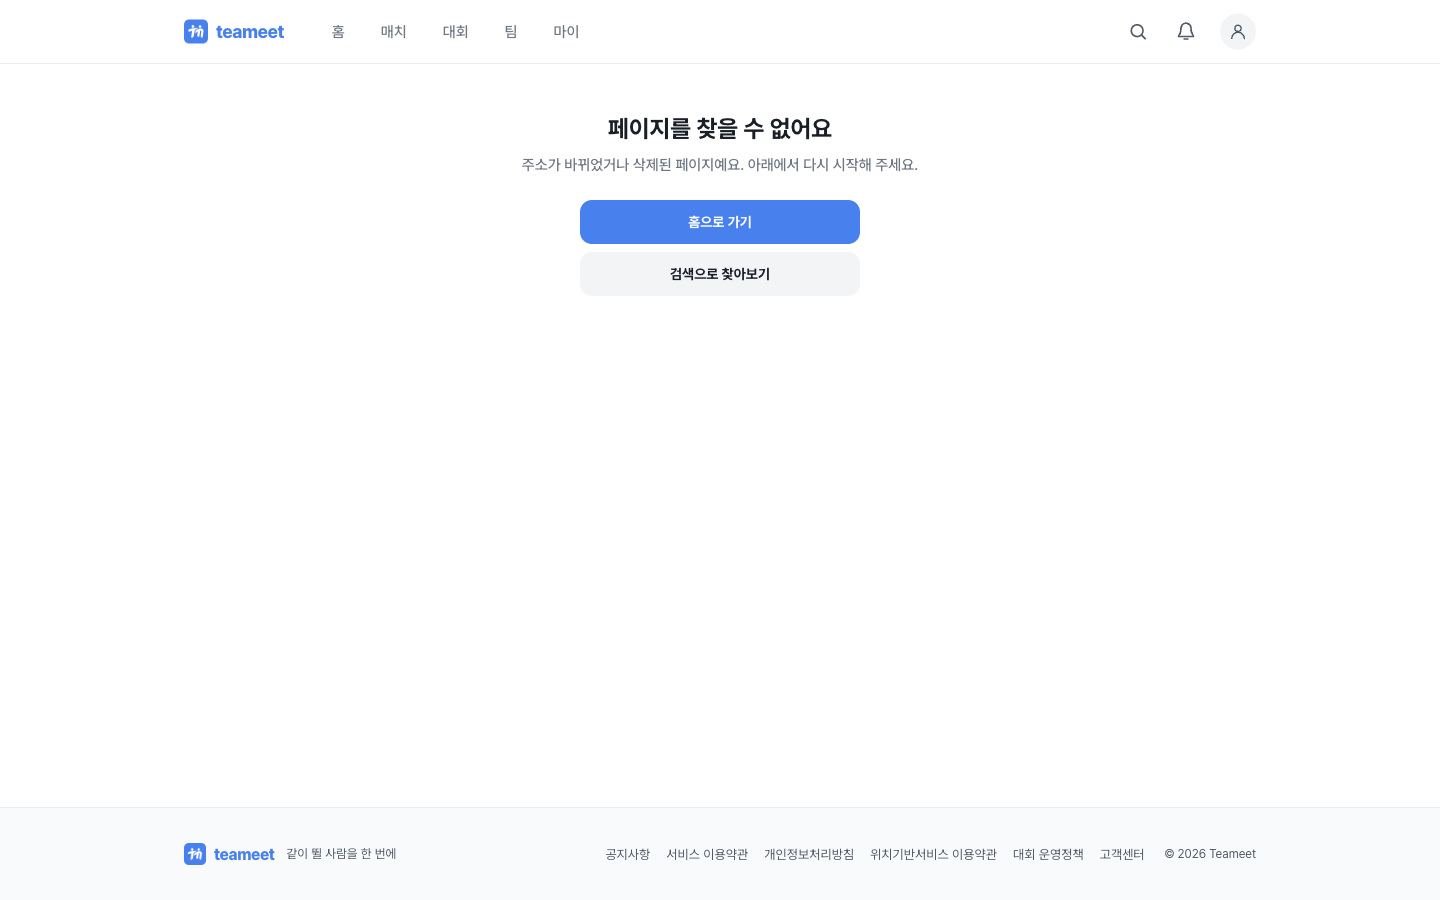 teameet 홈 매치 대회 팀 마이
페이지를 찾을 수 없어요
주소가 바뀌었거나 삭제된 페이지예요. 아래에서 다시 시작해 주세요.
홈으로 가기
검색으로 찾아보기
teameet 같이 뛸 사람을 한 번에 공지사항 서비스 이용약관 개인정보처리방침 위치기반서비스 이용약관 대회 운영정책 고객센터 © 2026 Teameet